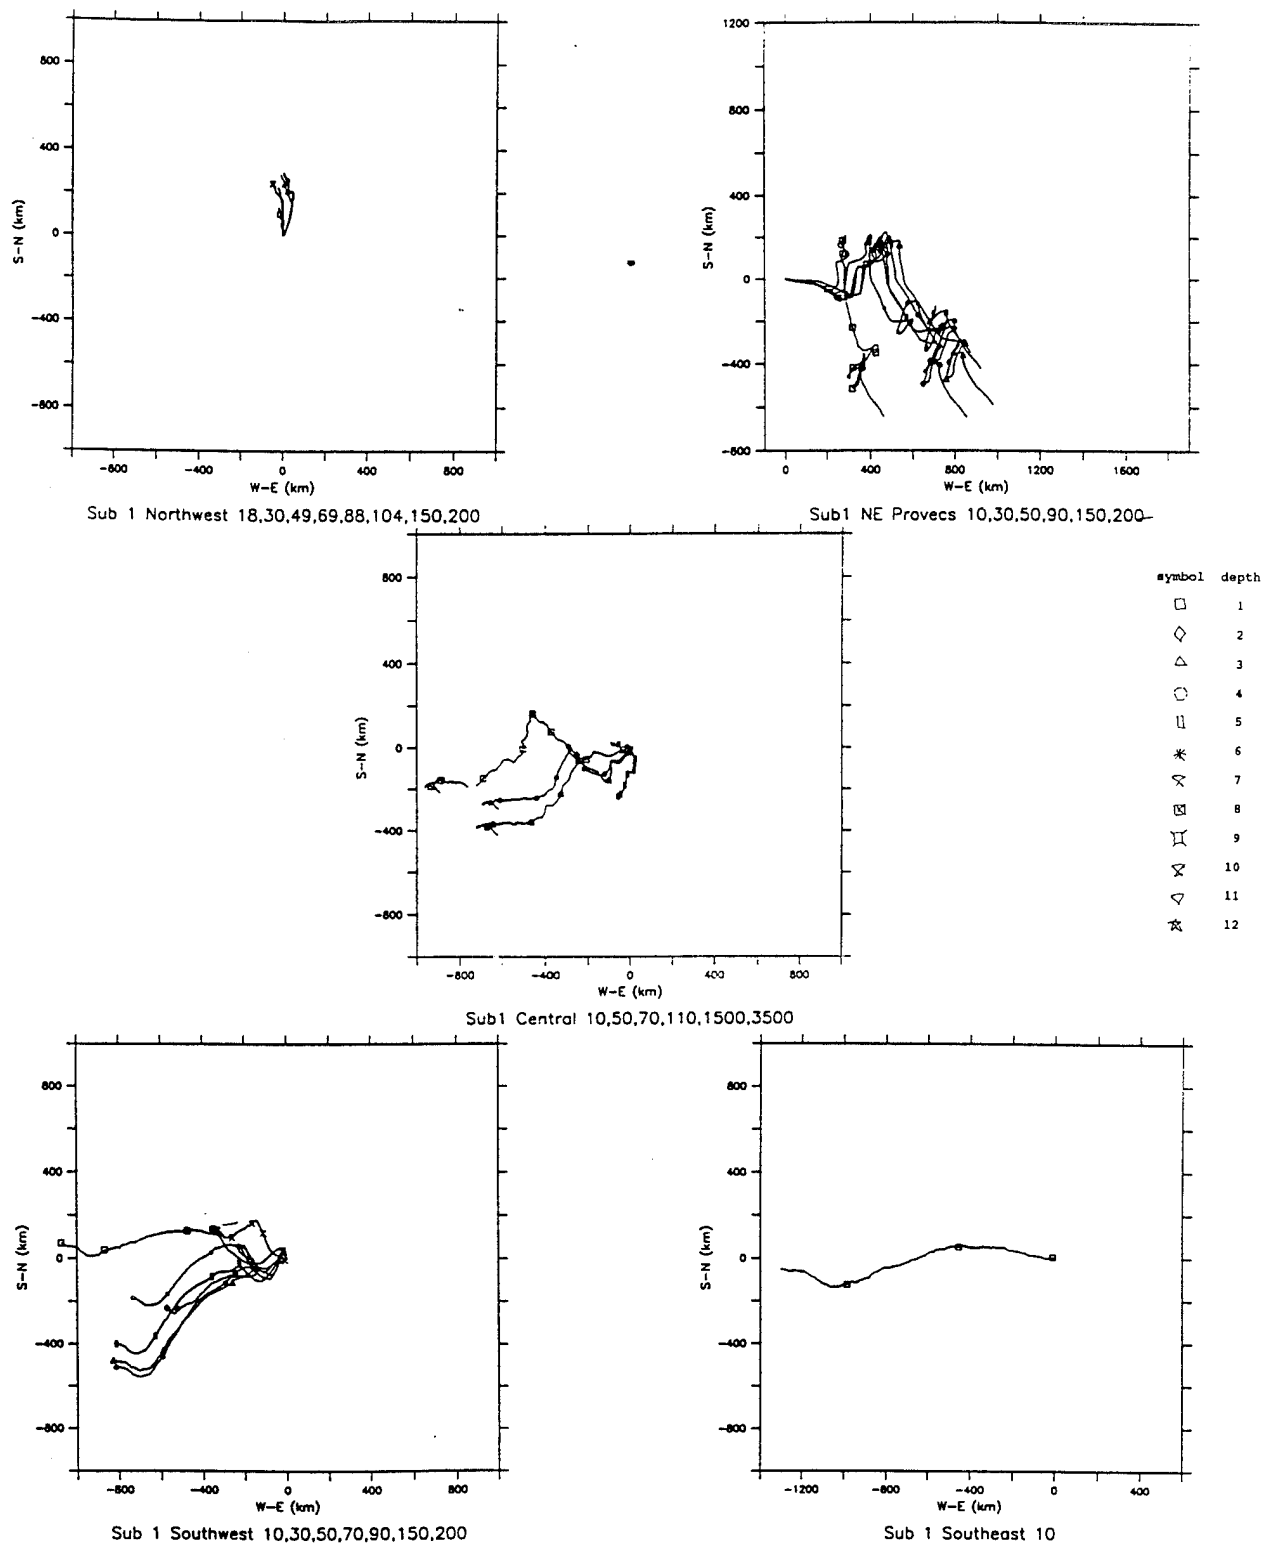 800
400
0
-400
-800
S-N (km)
-800 -400 0 400 800
W-E (km)
Sub 1 Northwest 18,30,49,69,88,104,150,200
1200
800
400
0
-400
-800
S-N (km)
0 400 800 1200 1600
W-E (km)
Sub1 NE Provecs 10,30,50,90,150,200
800
400
0
-400
-800
S-N (km)
-800 -400 0 400 800
W-E (km)
Sub1 Central 10,50,70,110,1500,3500
symbol depth
1
2
3
4
5
6
7
8
9
10
11
12
800
400
0
-400
-800
S-N (km)
-800 -400 0 400 800
W-E (km)
Sub 1 Southwest 10,30,50,70,90,150,200
800
400
0
-400
-800
S-N (km)
-1200 -800 -400 0 400
W-E (km)
Sub 1 Southeast 10